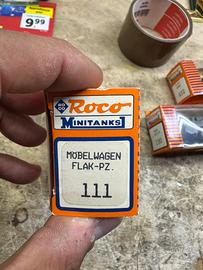 9.99
ROCO
Roco
MINITANKS
MÖBELWAGEN
FLAK-PZ.
111